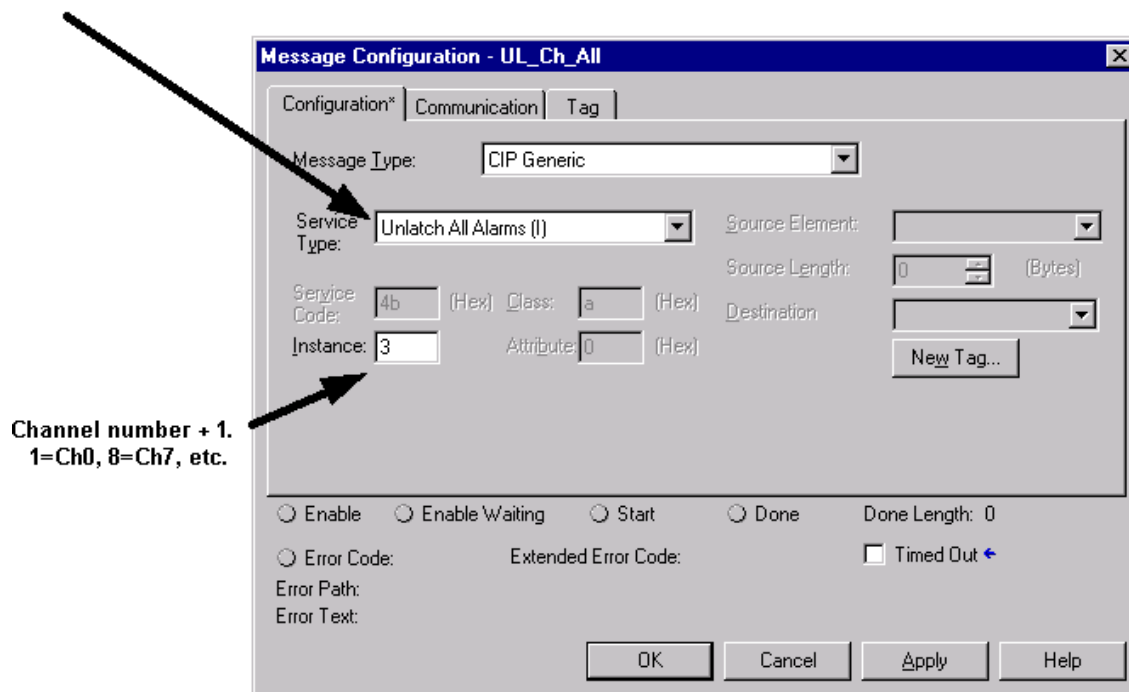 Message Configuration - UL_Ch_All
Configuration* Communication Tag
Message Type: CIP Generic
Service Type: Unlatch All Alarms (I) Source Element:
Source Length: 0 (Bytes)
Service Code: 4b (Hex) Class: a (Hex) Destination
Instance: 3 Attribute: 0 (Hex) New Tag...
Channel number + 1.
1=Ch0, 8=Ch7, etc.
Enable Enable Waiting Start Done Done Length: 0
Error Code: Extended Error Code: Timed Out
Error Path:
Error Text:
OK Cancel Apply Help